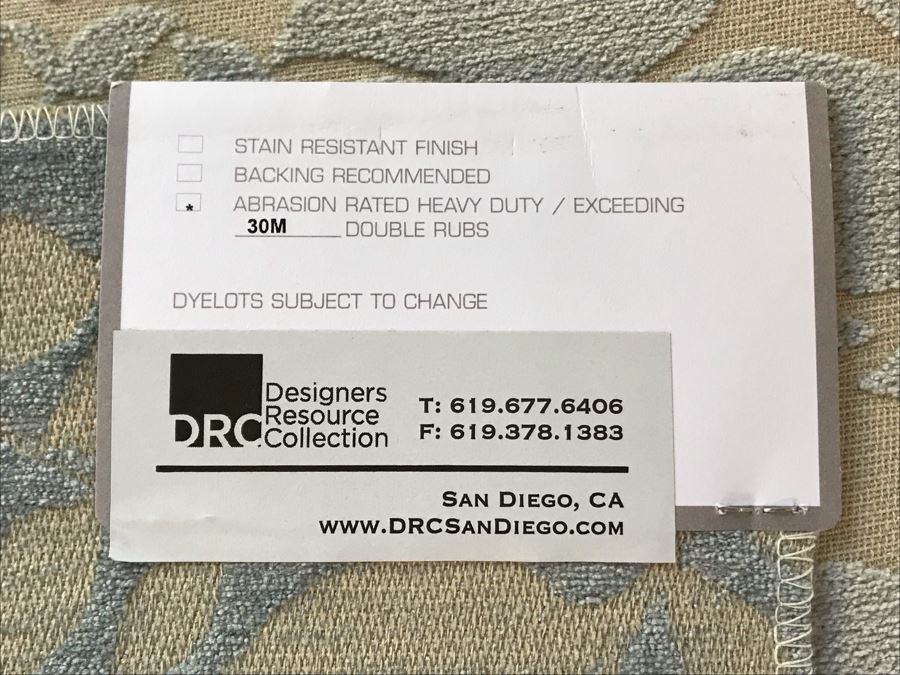 STAIN RESISTANT FINISH
BACKING RECOMMENDED
* ABRASION RATED HEAVY DUTY / EXCEEDING
30M DOUBLE RUBS
DYELOTS SUBJECT TO CHANGE
DRC
Designers
Resource
Collection
T: 619.677.6406
F: 619.378.1383
SAN DIEGO, CA
WWW.DRCSANDIEGO.COM